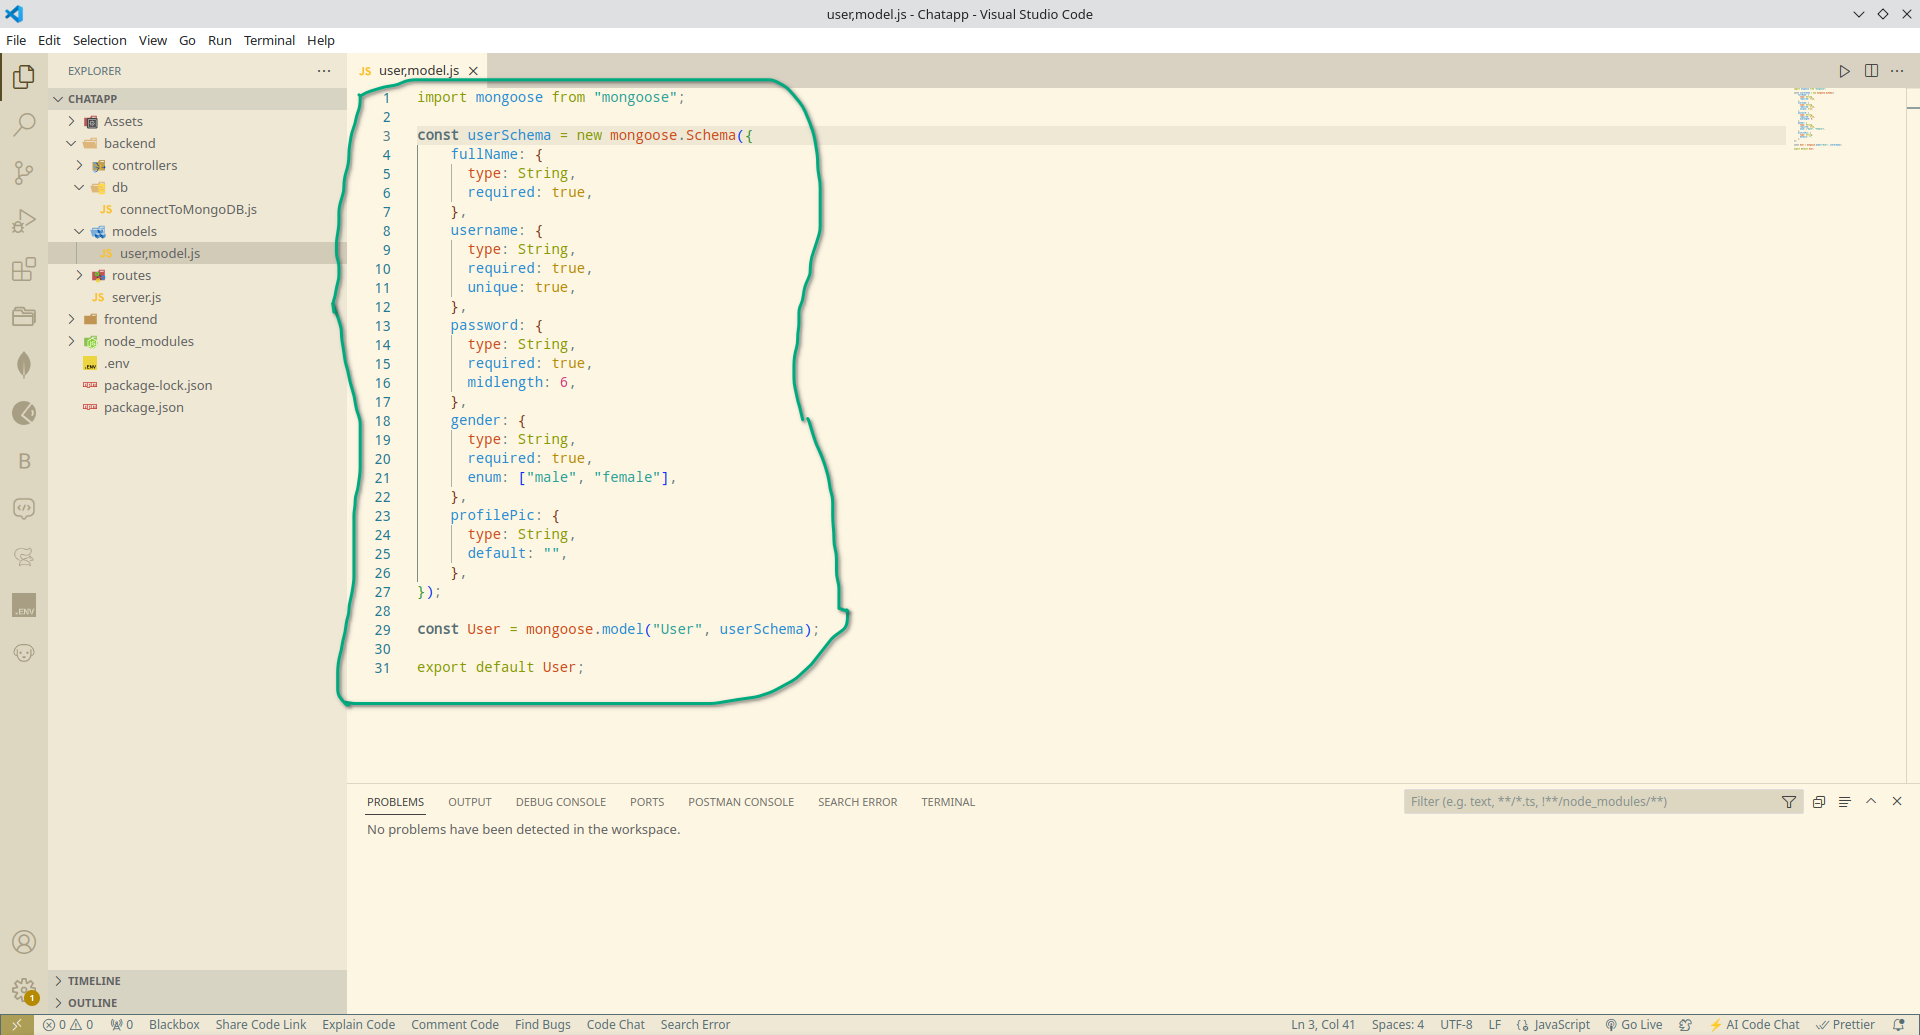 user,model.js - Chatapp - Visual Studio Code
File Edit Selection View Go Run Terminal Help
EXPLORER
CHATAPP
Assets
backend
controllers
db
JS connectToMongoDB.js
models
JS user,model.js
routes
JS server.js
frontend
node_modules
.ENV .env
package-lock.json
package.json
TIMELINE
OUTLINE
B
.ENV
1
JS user,model.js
1 import mongoose from "mongoose";
2
3 const userSchema = new mongoose.Schema({
4 fullName: {
5 type: String,
6 required: true,
7 },
8 username: {
9 type: String,
10 required: true,
11 unique: true,
12 },
13 password: {
14 type: String,
15 required: true,
16 midlength: 6,
17 },
18 gender: {
19 type: String,
20 required: true,
21 enum: ["male", "female"],
22 },
23 profilePic: {
24 type: String,
25 default: "",
26 },
27 });
28
29 const User = mongoose.model("User", userSchema);
30
31 export default User;
PROBLEMS OUTPUT DEBUG CONSOLE PORTS POSTMAN CONSOLE SEARCH ERROR TERMINAL
Filter (e.g. text, **/*.ts, !**/node_modules/**)
No problems have been detected in the workspace.
0 0 0 Blackbox Share Code Link Explain Code Comment Code Find Bugs Code Chat Search Error Ln 3, Col 41 Spaces: 4 UTF-8 LF {} JavaScript Go Live ⚡ AI Code Chat Prettier